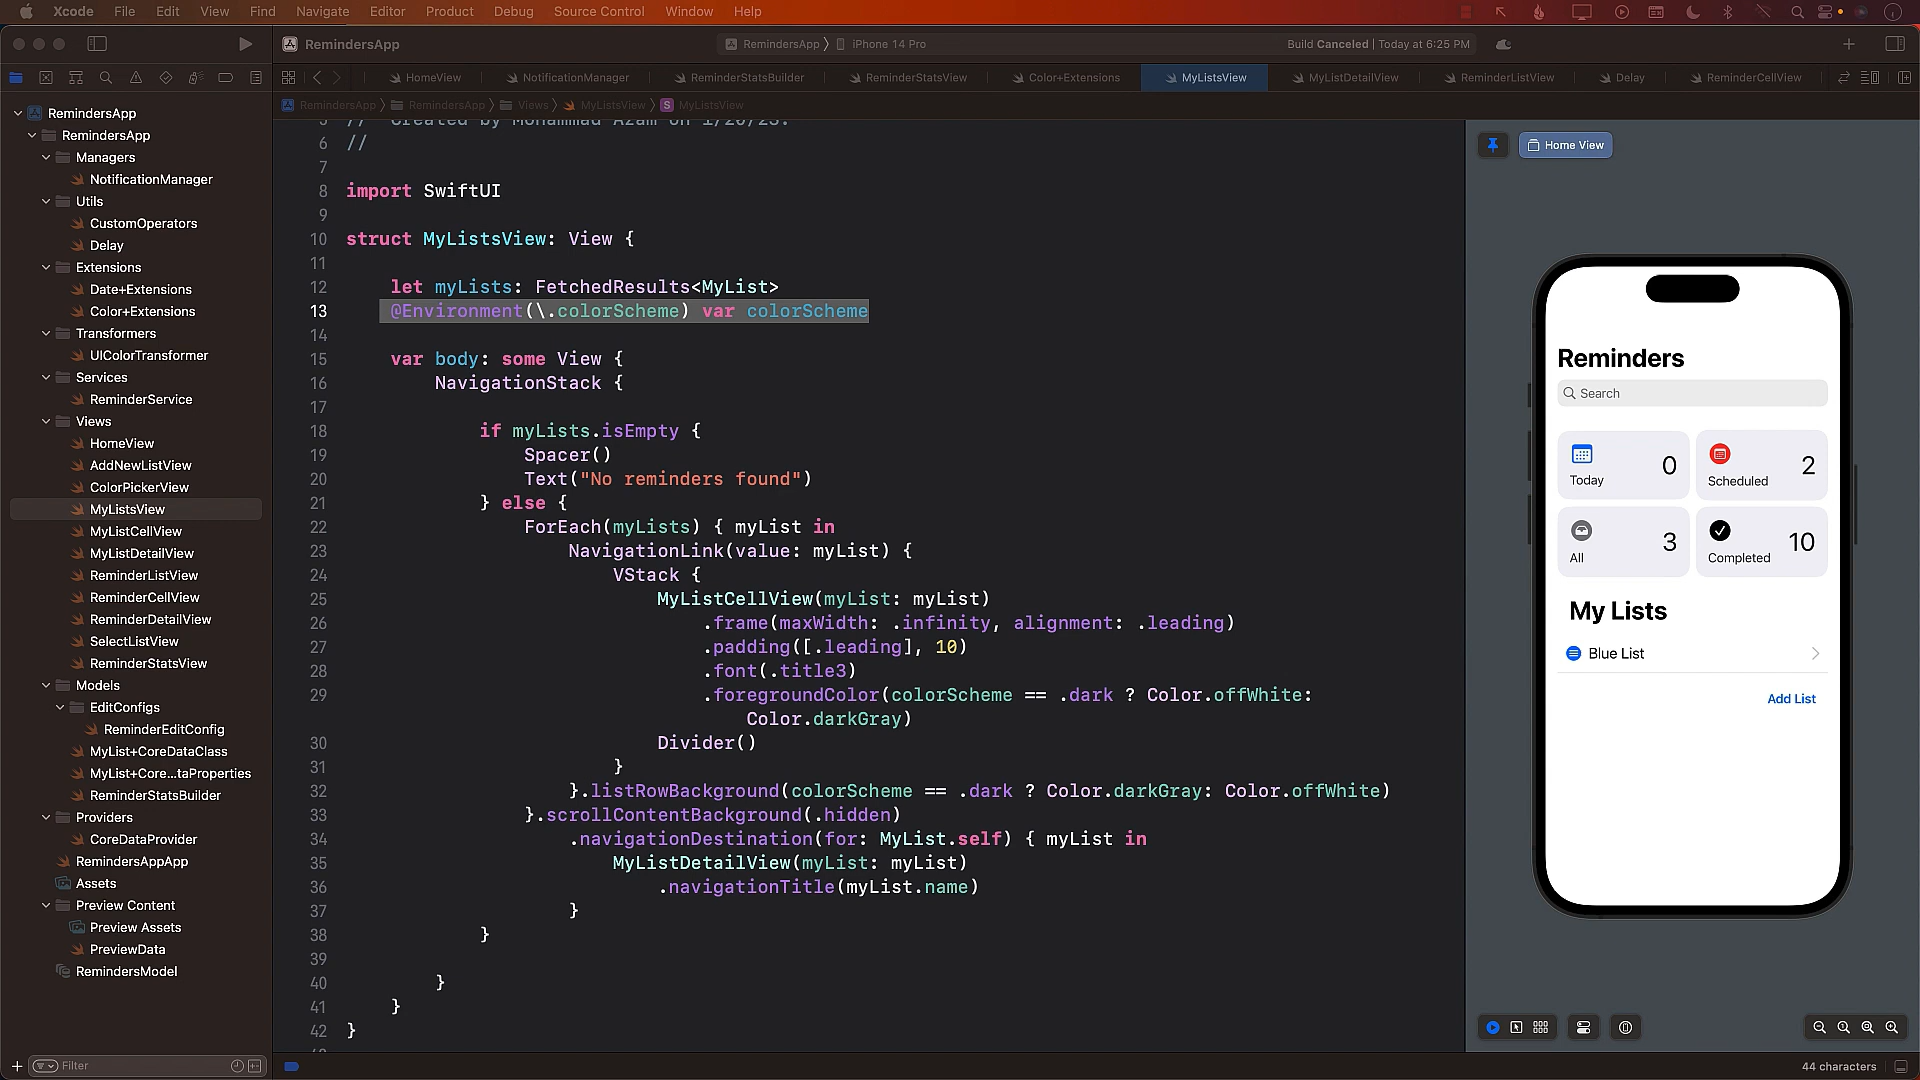 Xcode File Edit View Find Navigate Editor Product Debug Source Control Window Help
RemindersApp
RemindersApp iPhone 14 Pro
Build Canceled | Today at 6:25 PM
HomeView NotificationManager ReminderStatsBuilder ReminderStatsView Color+Extensions MyListsView MyListDetailView ReminderListView Delay ReminderCellView
RemindersApp RemindersApp Views MyListsView S MyListsView
RemindersApp
RemindersApp
Managers
NotificationManager
Utils
CustomOperators
Delay
Extensions
Date+Extensions
Color+Extensions
Transformers
UIColorTransformer
Services
ReminderService
Views
HomeView
AddNewListView
ColorPickerView
MyListsView
MyListCellView
MyListDetailView
ReminderListView
ReminderCellView
ReminderDetailView
SelectListView
ReminderStatsView
Models
EditConfigs
ReminderEditConfig
MyList+CoreDataClass
MyList+Core...taProperties
ReminderStatsBuilder
Providers
CoreDataProvider
RemindersAppApp
Assets
Preview Content
Preview Assets
PreviewData
RemindersModel
Filter
5 // Created by Mohammad Azam on 1/20/23.
6 //
7
8 import SwiftUI
9
10 struct MyListsView: View {
11
12 let myLists: FetchedResults<MyList>
13 @Environment(\.colorScheme) var colorScheme
14
15 var body: some View {
16 NavigationStack {
17
18 if myLists.isEmpty {
19 Spacer()
20 Text("No reminders found")
21 } else {
22 ForEach(myLists) { myList in
23 NavigationLink(value: myList) {
24 VStack {
25 MyListCellView(myList: myList)
26 .frame(maxWidth: .infinity, alignment: .leading)
27 .padding([.leading], 10)
28 .font(.title3)
29 .foregroundColor(colorScheme == .dark ? Color.offWhite:
Color.darkGray)
30 Divider()
31 }
32 }.listRowBackground(colorScheme == .dark ? Color.darkGray: Color.offWhite)
33 }.scrollContentBackground(.hidden)
34 .navigationDestination(for: MyList.self) { myList in
35 MyListDetailView(myList: myList)
36 .navigationTitle(myList.name)
37 }
38 }
39
40 }
41 }
42 }
Home View
Reminders
Search
Today 0
Scheduled 2
All 3
Completed 10
My Lists
Blue List
Add List
44 characters